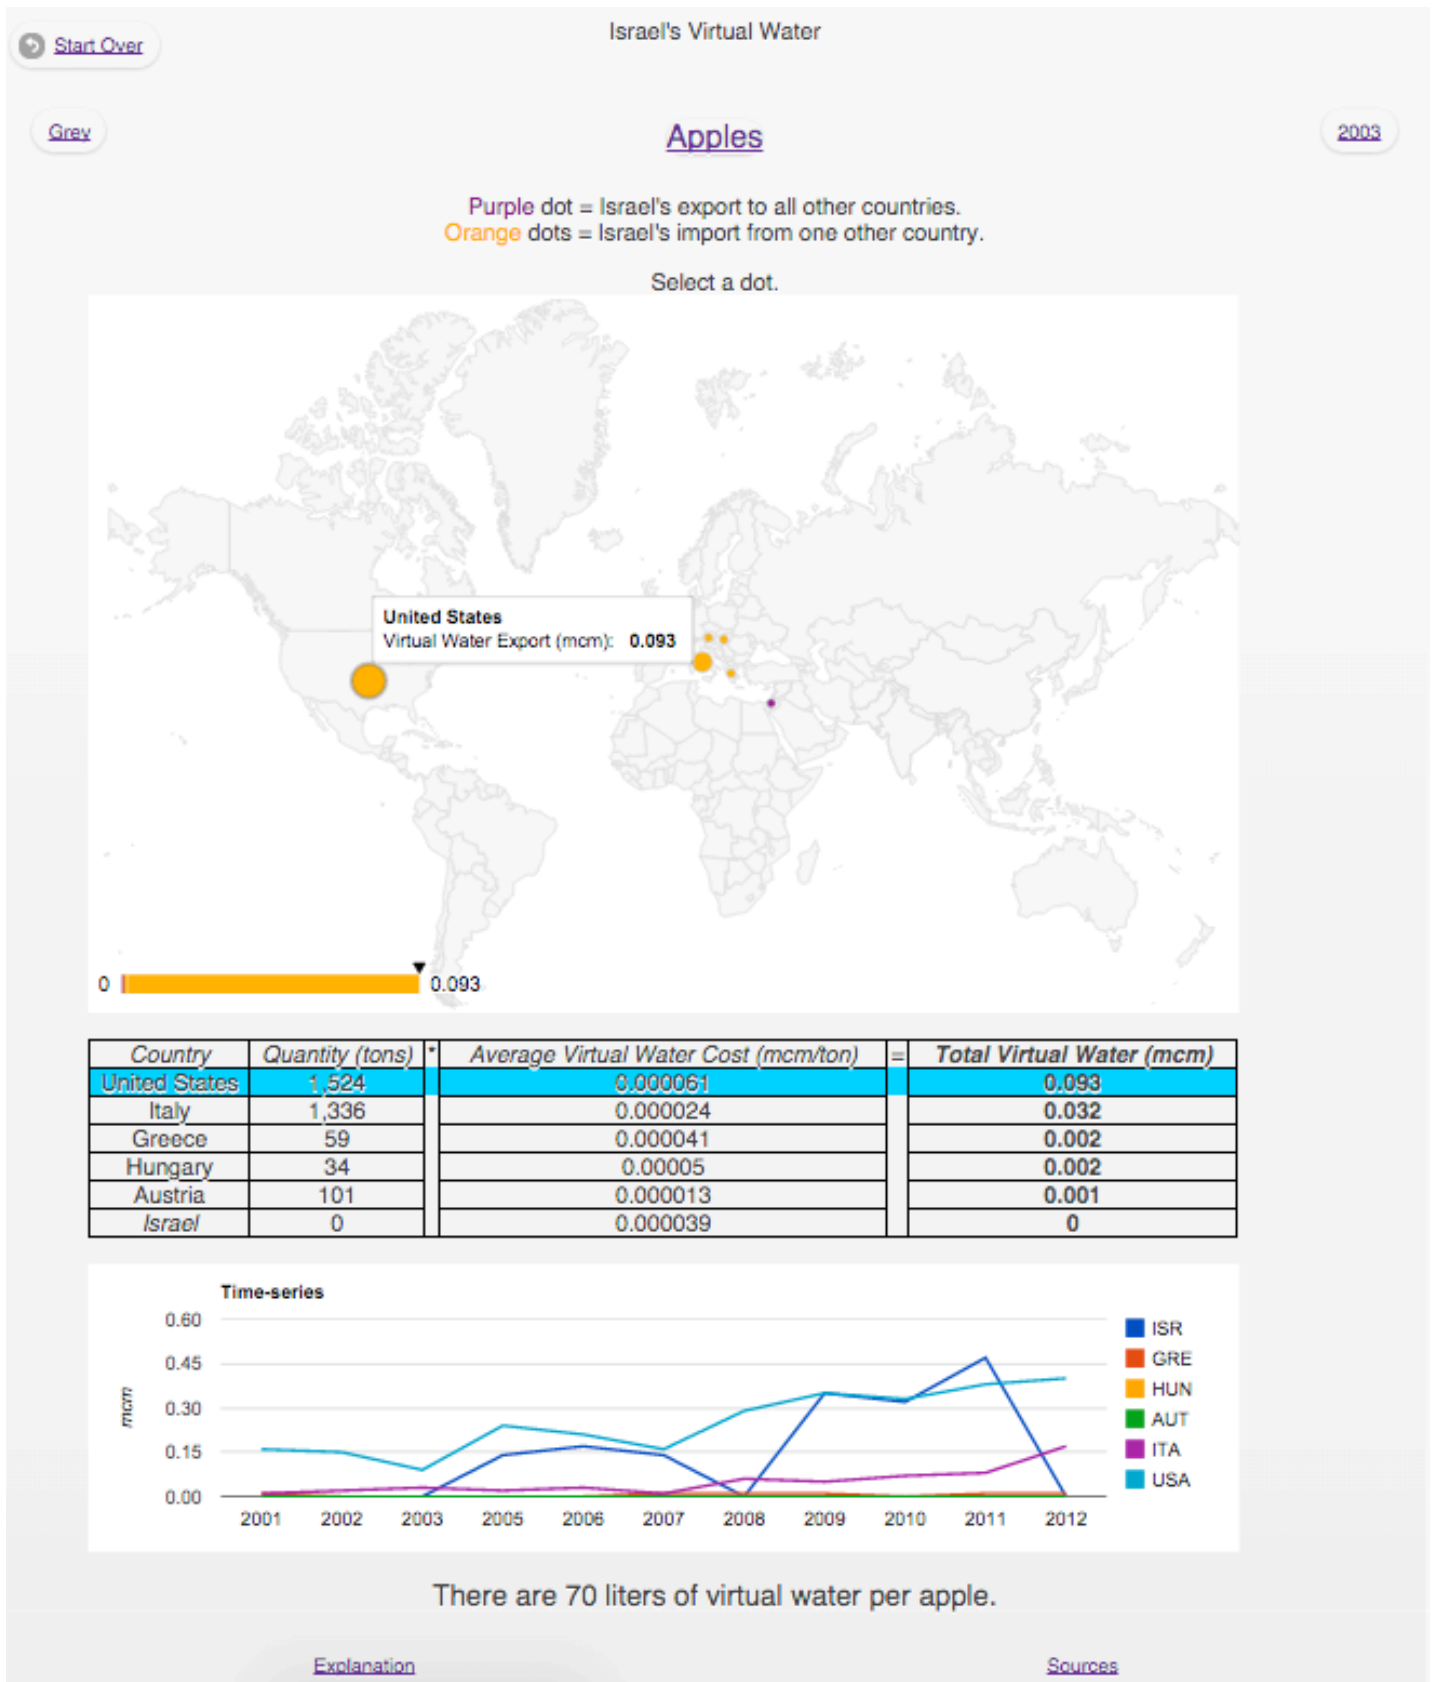 Israel's Virtual Water
Start Over
Grey
Apples
2003
Purple dot = Israel's export to all other countries.
Orange dots = Israel's import from one other country.
Select a dot.
United States
Virtual Water Export (mcm): 0.093
0 0.093
Country Quantity (tons) * Average Virtual Water Cost (mcm/ton) = Total Virtual Water (mcm)
United States 1,524 0.000061 0.093
Italy 1,336 0.000024 0.032
Greece 59 0.000041 0.002
Hungary 34 0.00005 0.002
Austria 101 0.000013 0.001
Israel 0 0.000039 0
Time-series
0.60
0.45
0.30
0.15
0.00
mcm
2001 2002 2003 2005 2006 2007 2008 2009 2010 2011 2012
ISR
GRE
HUN
AUT
ITA
USA
There are 70 liters of virtual water per apple.
Explanation Sources